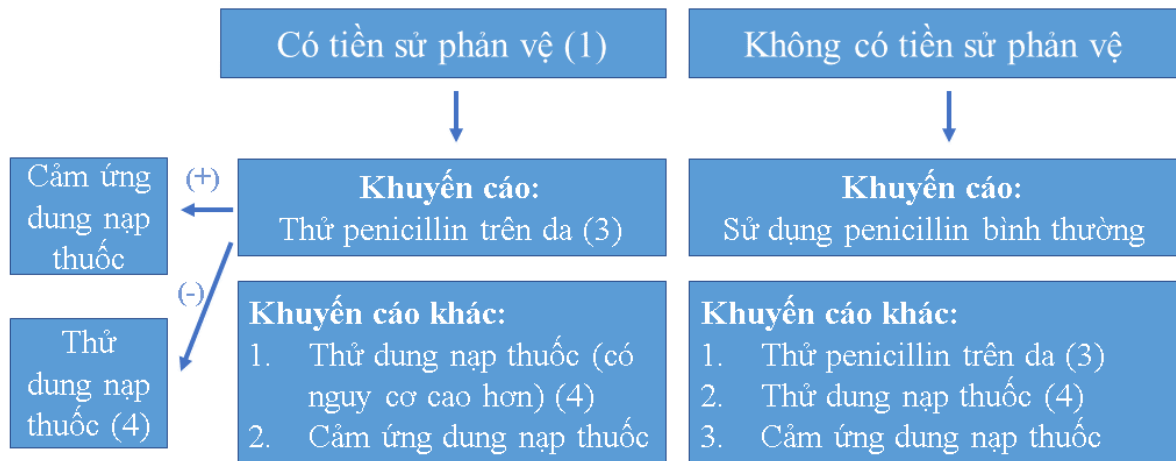 Có tiền sử phản vệ (1)
Không có tiền sử phản vệ
Cảm ứng
dung nạp
thuốc
(+)
Khuyến cáo:
Thử penicillin trên da (3)
Khuyến cáo:
Sử dụng penicillin bình thường
(-)
Thử
dung nạp
thuốc (4)
Khuyến cáo khác:
1. Thử dung nạp thuốc (có
nguy cơ cao hơn) (4)
2. Cảm ứng dung nạp thuốc
Khuyến cáo khác:
1. Thử penicillin trên da (3)
2. Thử dung nạp thuốc (4)
3. Cảm ứng dung nạp thuốc